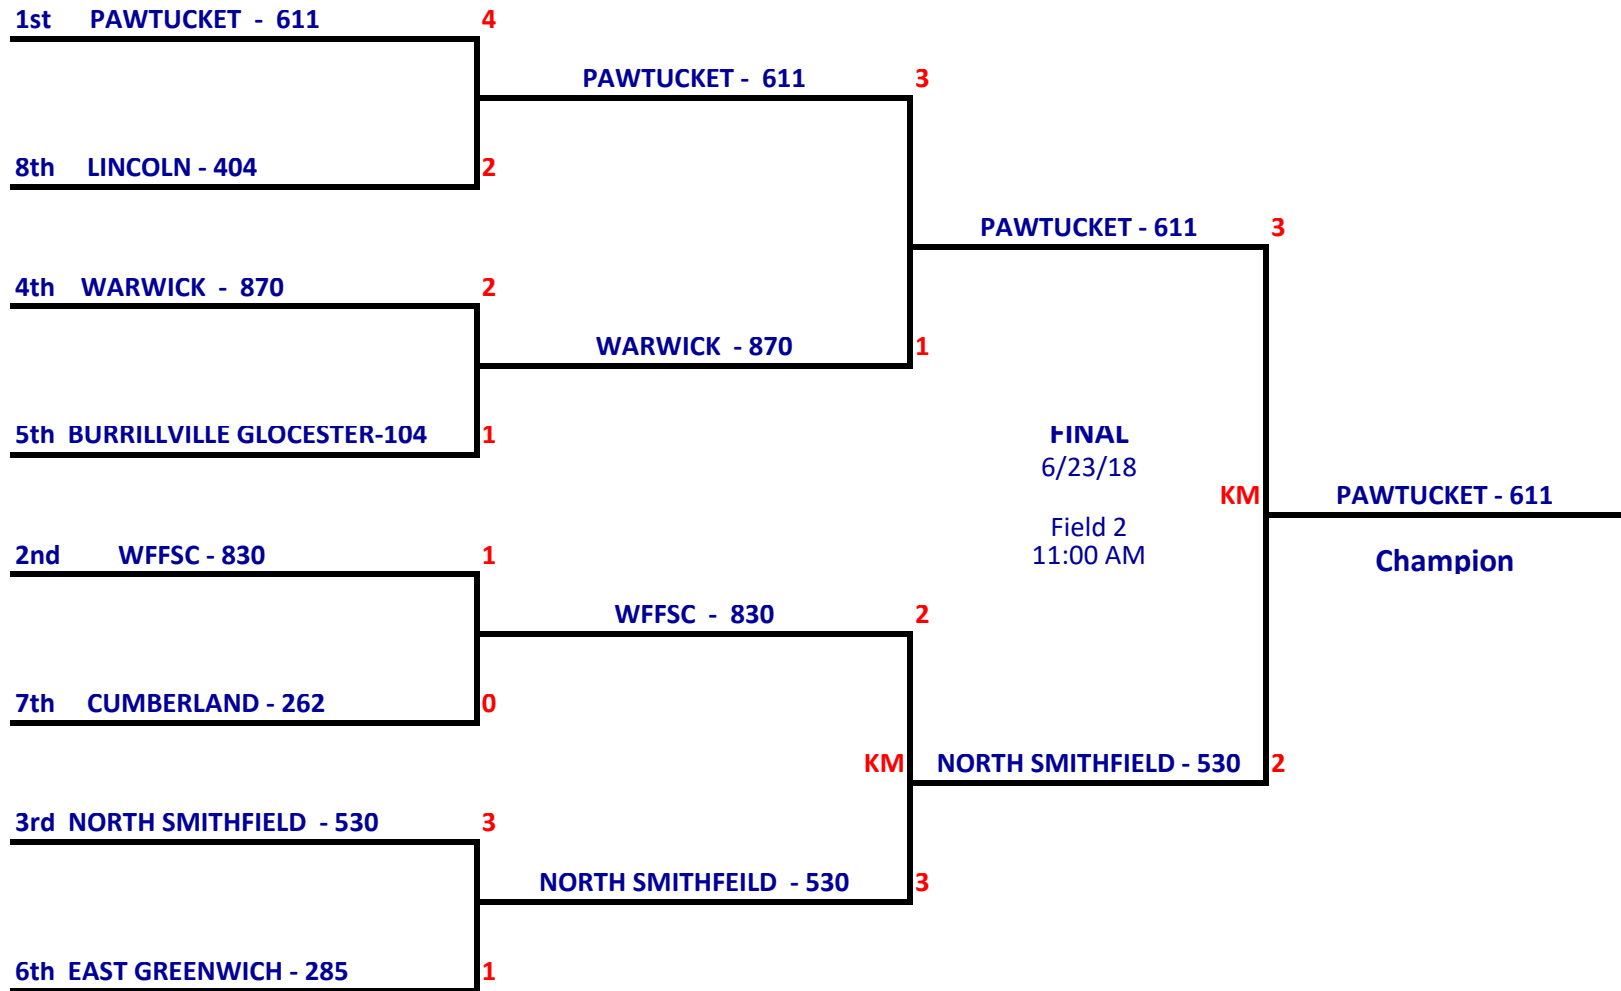 1st PAWTUCKET - 611 4
PAWTUCKET - 611 3
8th LINCOLN - 404 2
PAWTUCKET - 611 3
4th WARWICK - 870 2
WARWICK - 870 1
5th BURRILLVILLE GLOCESTER-104 1
FINAL
6/23/18
KM PAWTUCKET - 611
Field 2
11:00 AM
Champion
2nd WFFSC - 830 1
WFFSC - 830 2
7th CUMBERLAND - 262 0
KM NORTH SMITHFIELD - 530 2
3rd NORTH SMITHFIELD - 530 3
NORTH SMITHFEILD - 530 3
6th EAST GREENWICH - 285 1